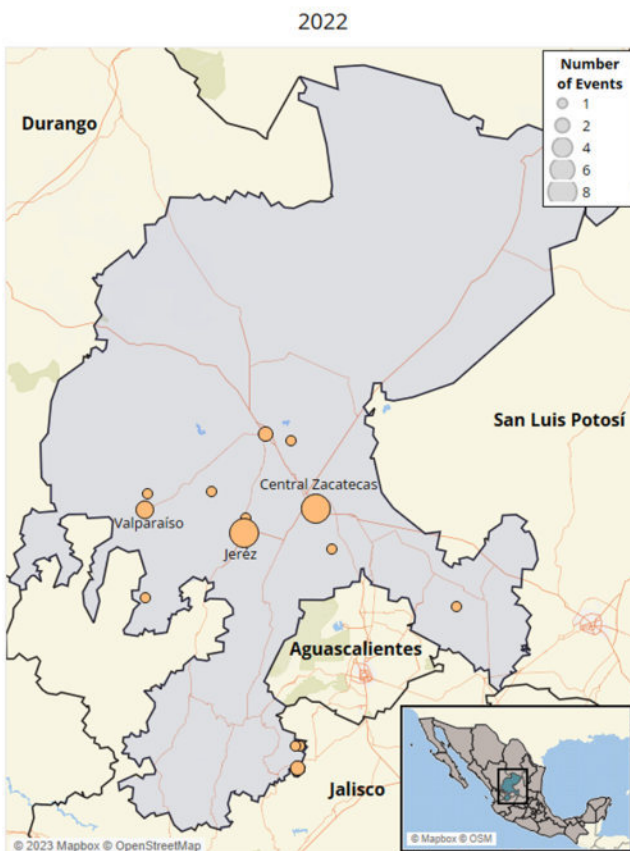 2022
Number
of Events
1
2
4
6
8
Durango
San Luis Potosí
Central Zacatecas
Valparaíso
Jeréz
Aguascalientes
Jalisco
© 2023 Mapbox © OpenStreetMap
© Mapbox © OSM